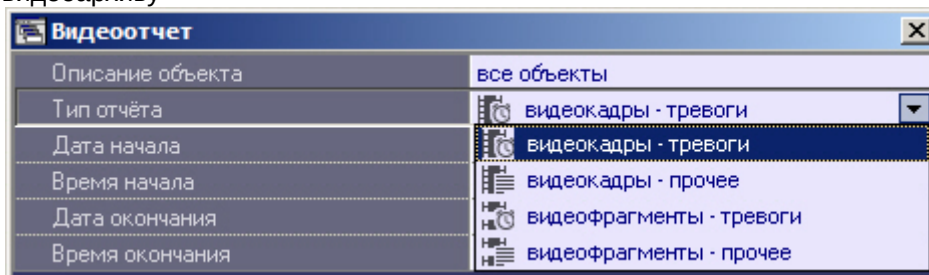 видеоархиву
Видеоотчет
Описание объекта все объекты
Тип отчёта видеокадры - тревоги
Дата начала видеокадры - тревоги
Время начала видеокадры - прочее
Дата окончания видеофрагменты - тревоги
Время окончания видеофрагменты - прочее